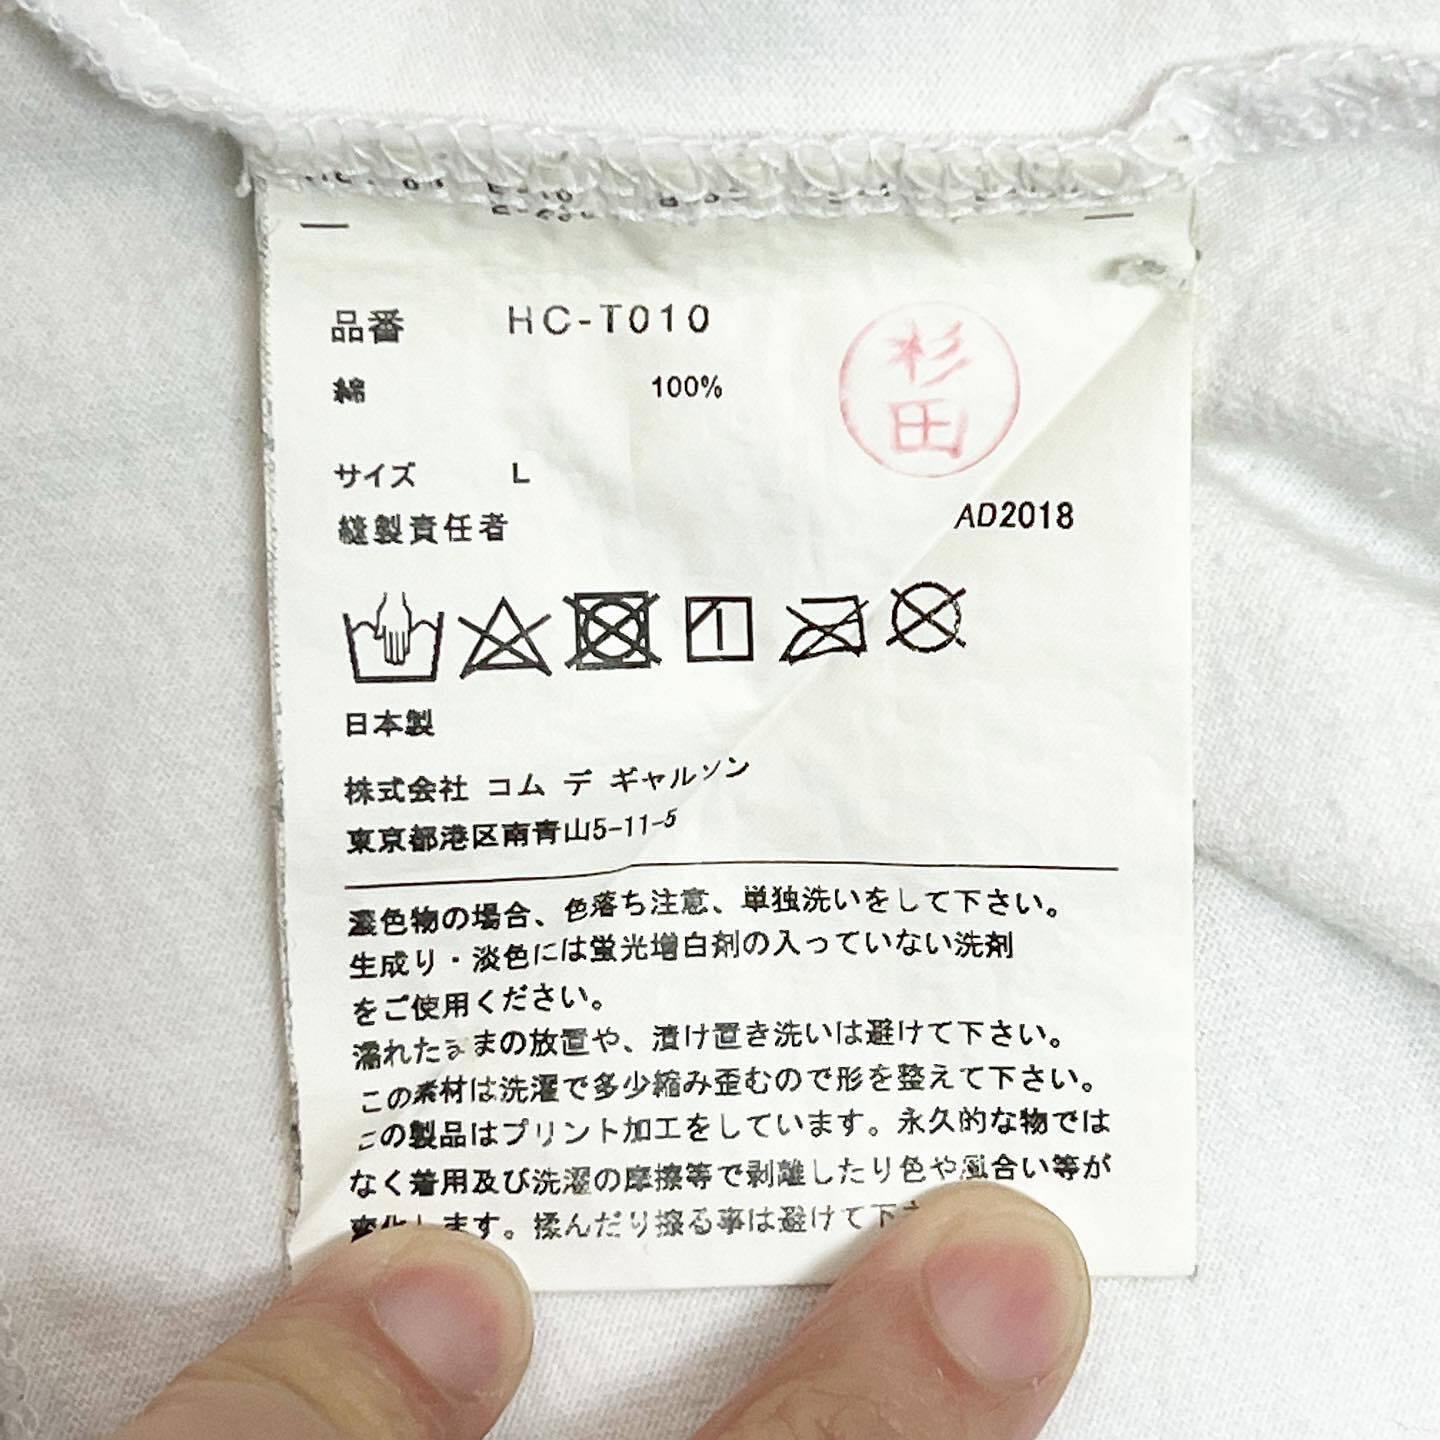 品番 HC-T010
綿 100%
杉田
サイズ L
縫製責任者
AD2018
日本製
株式会社 コム デ ギャルソン
東京都港区南青山5-11-5
濃色物の場合、色落ち注意、単独洗いをして下さい。
生成り・淡色には蛍光増白剤の入っていない洗剤
をご使用ください。
濡れたままの放置や、漬け置き洗いは避けて下さい。
この素材は洗濯で多少縮み歪むので形を整えて下さい。
この製品はプリント加工をしています。永久的な物では
なく着用及び洗濯の摩擦等で剥離したり色や風合い等が
変化します。揉んだり擦る事は避けて下さ